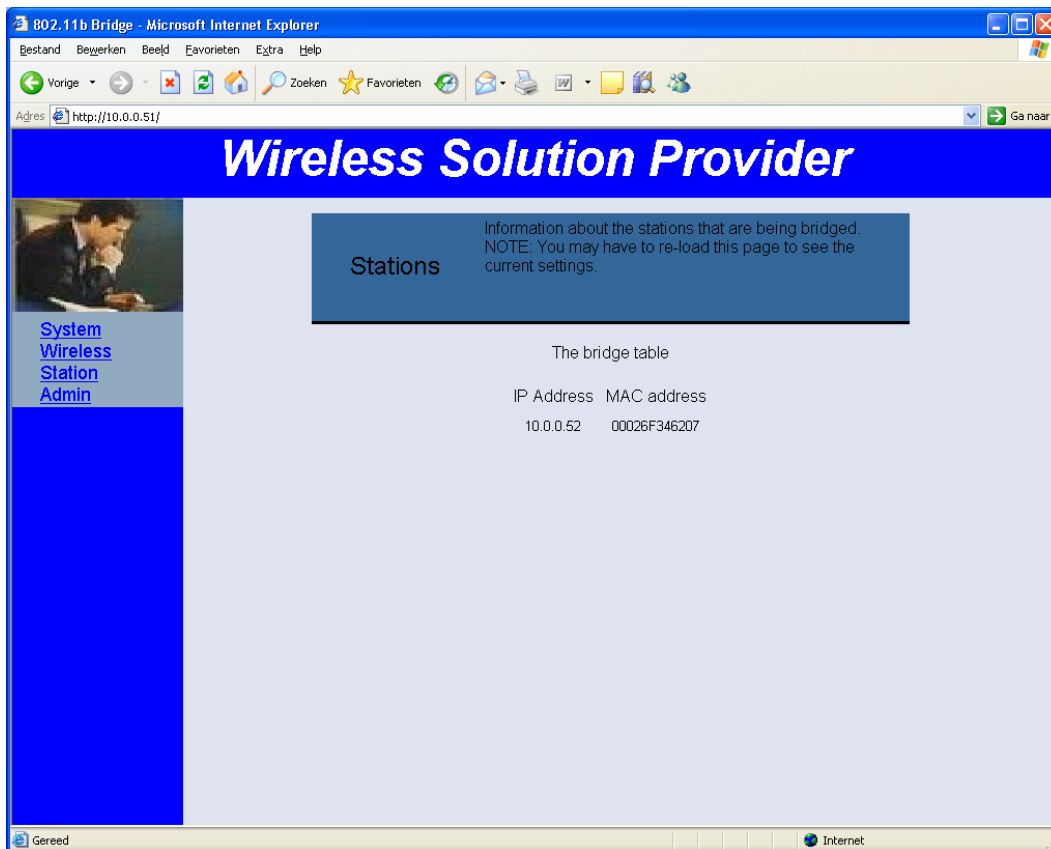 802.11b Bridge - Microsoft Internet Explorer
Bestand Bewerken Beeld Favorieten Extra Help
Vorige Zoeken Favorieten
Adres http://10.0.0.51/ Ga naar
Wireless Solution Provider
Stations
Information about the stations that are being bridged.
NOTE: You may have to re-load this page to see the
current settings.
System
Wireless
Station
Admin
The bridge table
IP Address MAC address
10.0.0.52 00026F346207
Gereed Internet